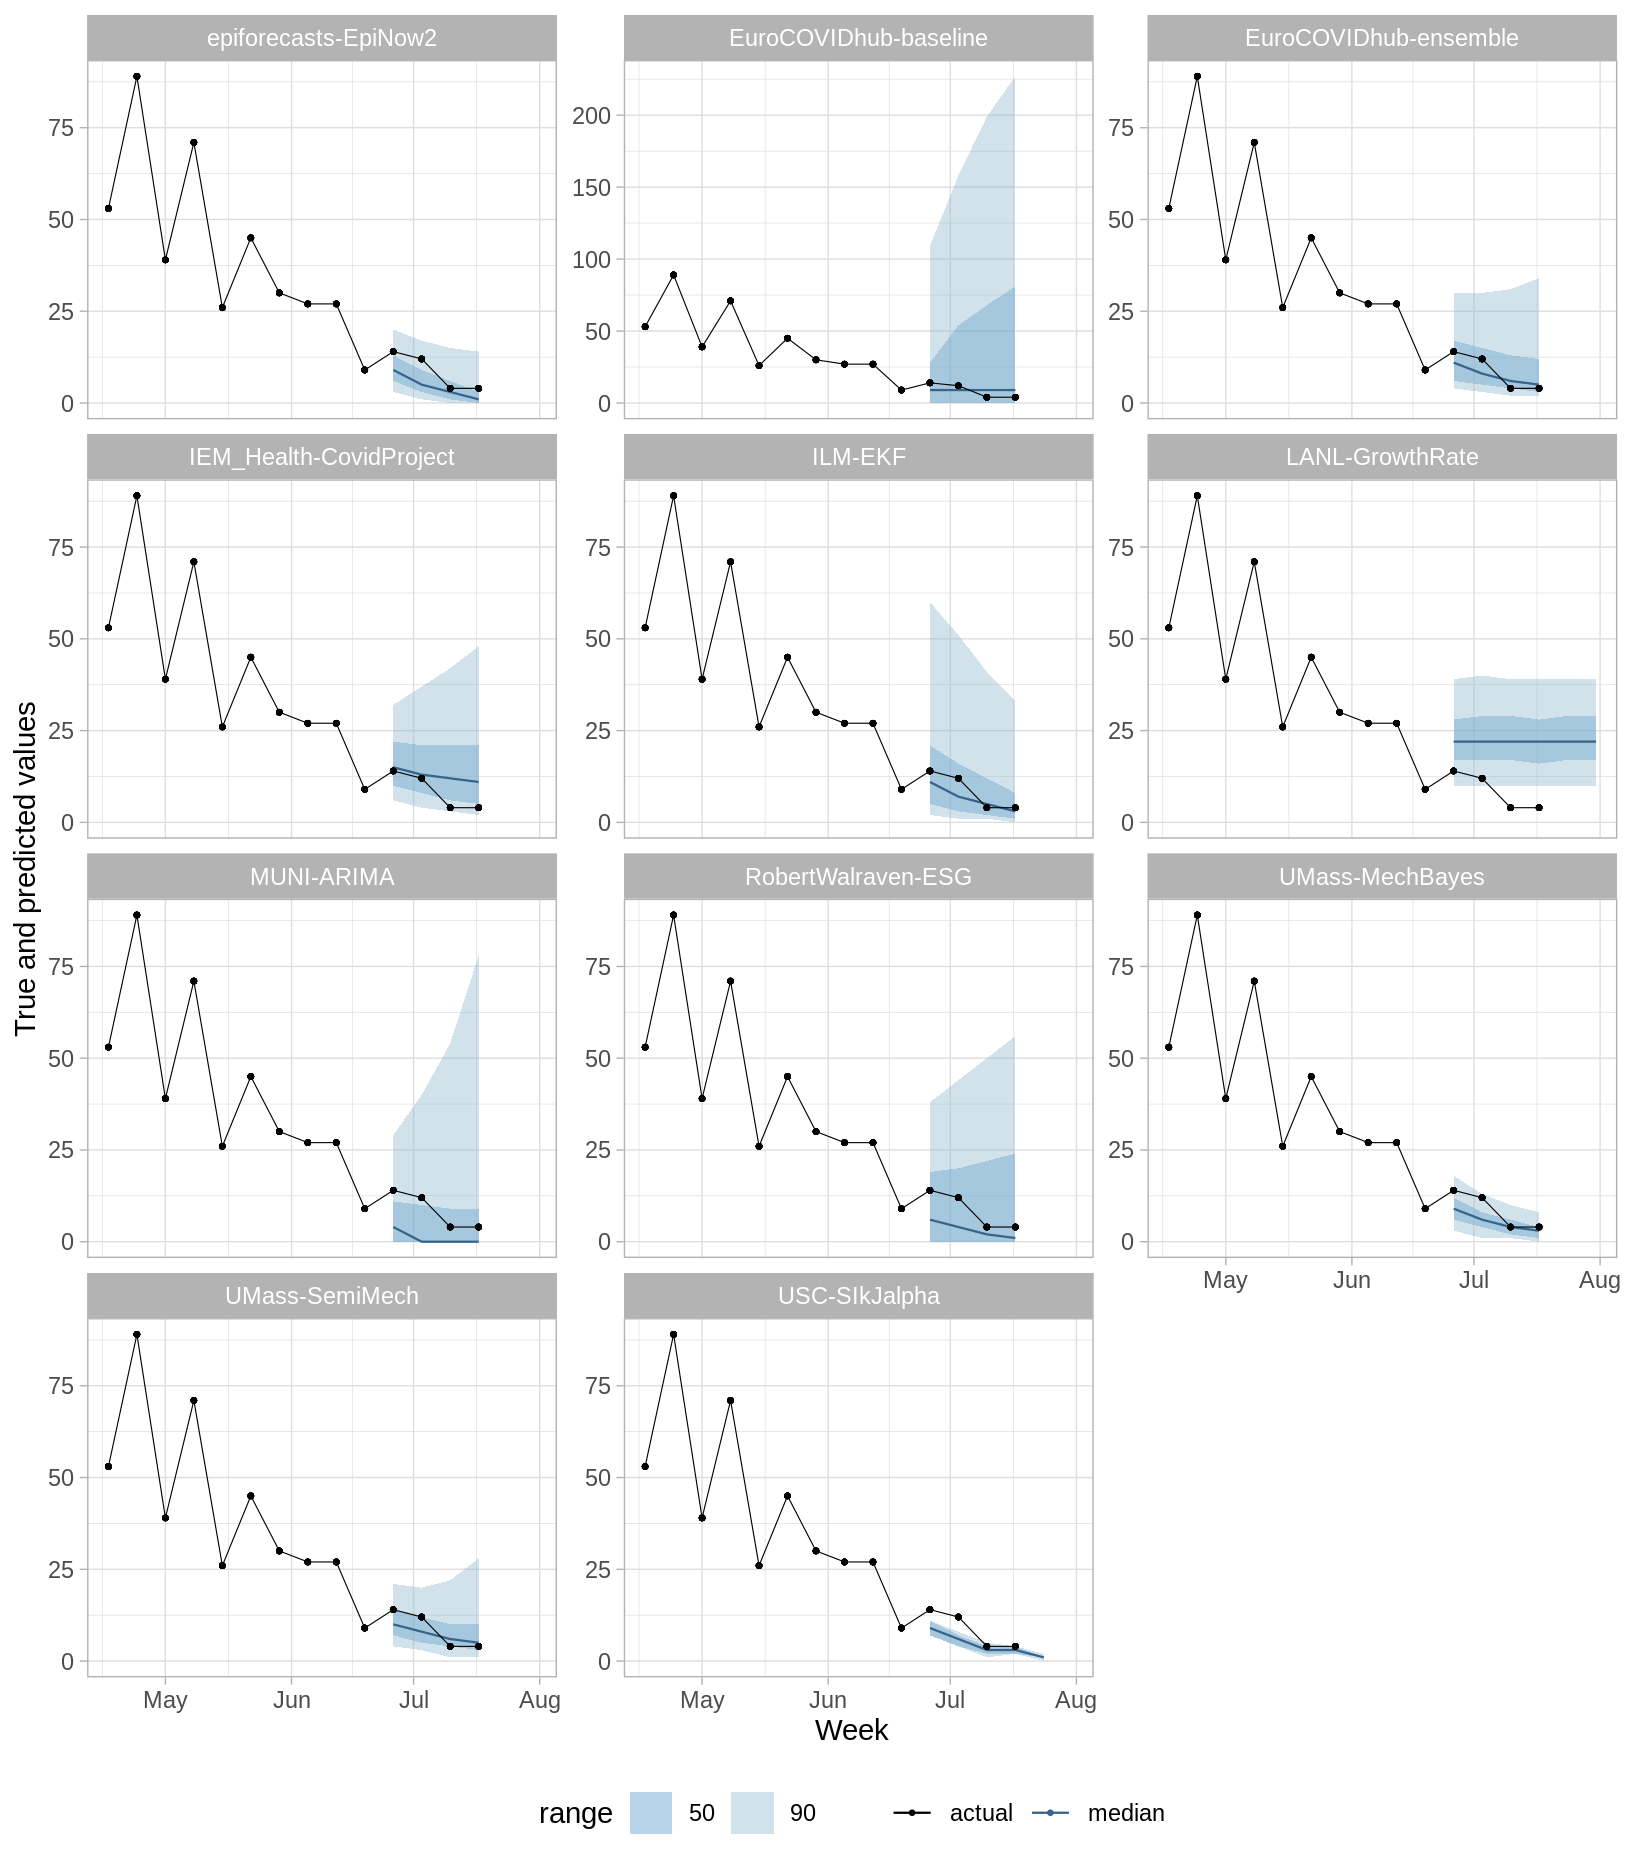 epiforecasts-EpiNow2
EuroCOVIDhub-baseline
EuroCOVIDhub-ensemble
75
50
25
0
200
150
100
50
0
75
50
25
0
IEM_Health-CovidProject
ILM-EKF
LANL-GrowthRate
75
50
25
0
75
50
25
0
75
50
25
0
True and predicted values
MUNI-ARIMA
RobertWalraven-ESG
UMass-MechBayes
75
50
25
0
75
50
25
0
75
50
25
0
May Jun Jul Aug
UMass-SemiMech
USC-SIkJalpha
75
50
25
0
75
50
25
0
May Jun Jul Aug
May Jun Jul Aug
Week
range 50 90 actual median